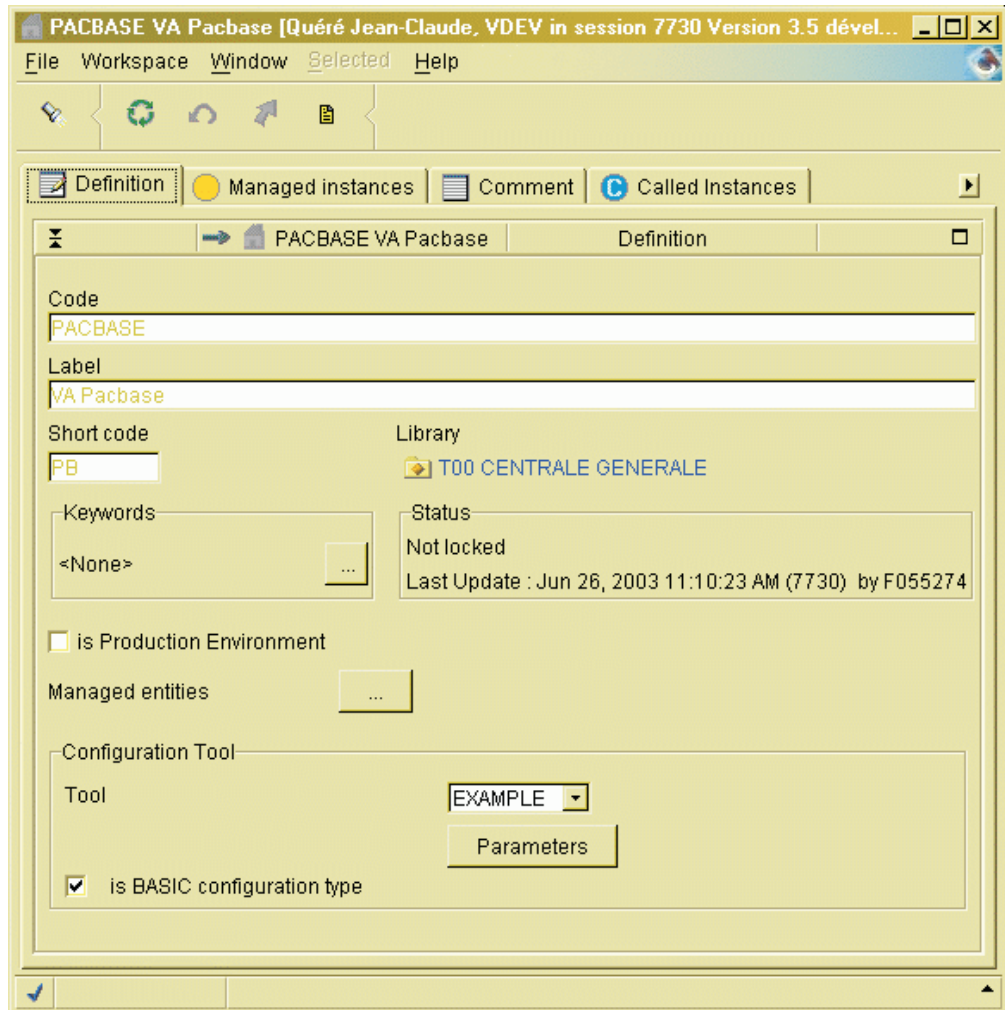 PACBASE VA Pacbase [Quéré Jean-Claude, VDEV in session 7730 Version 3.5 dével...
File Workspace Window Selected Help
Definition Managed instances Comment Called Instances
PACBASE VA Pacbase Definition
Code
PACBASE
Label
VA Pacbase
Short code Library
PB T00 CENTRALE GENERALE
Keywords Status
<None> ... Not locked
Last Update : Jun 26, 2003 11:10:23 AM (7730) by F055274
is Production Environment
Managed entities ...
Configuration Tool
Tool EXAMPLE
Parameters
is BASIC configuration type